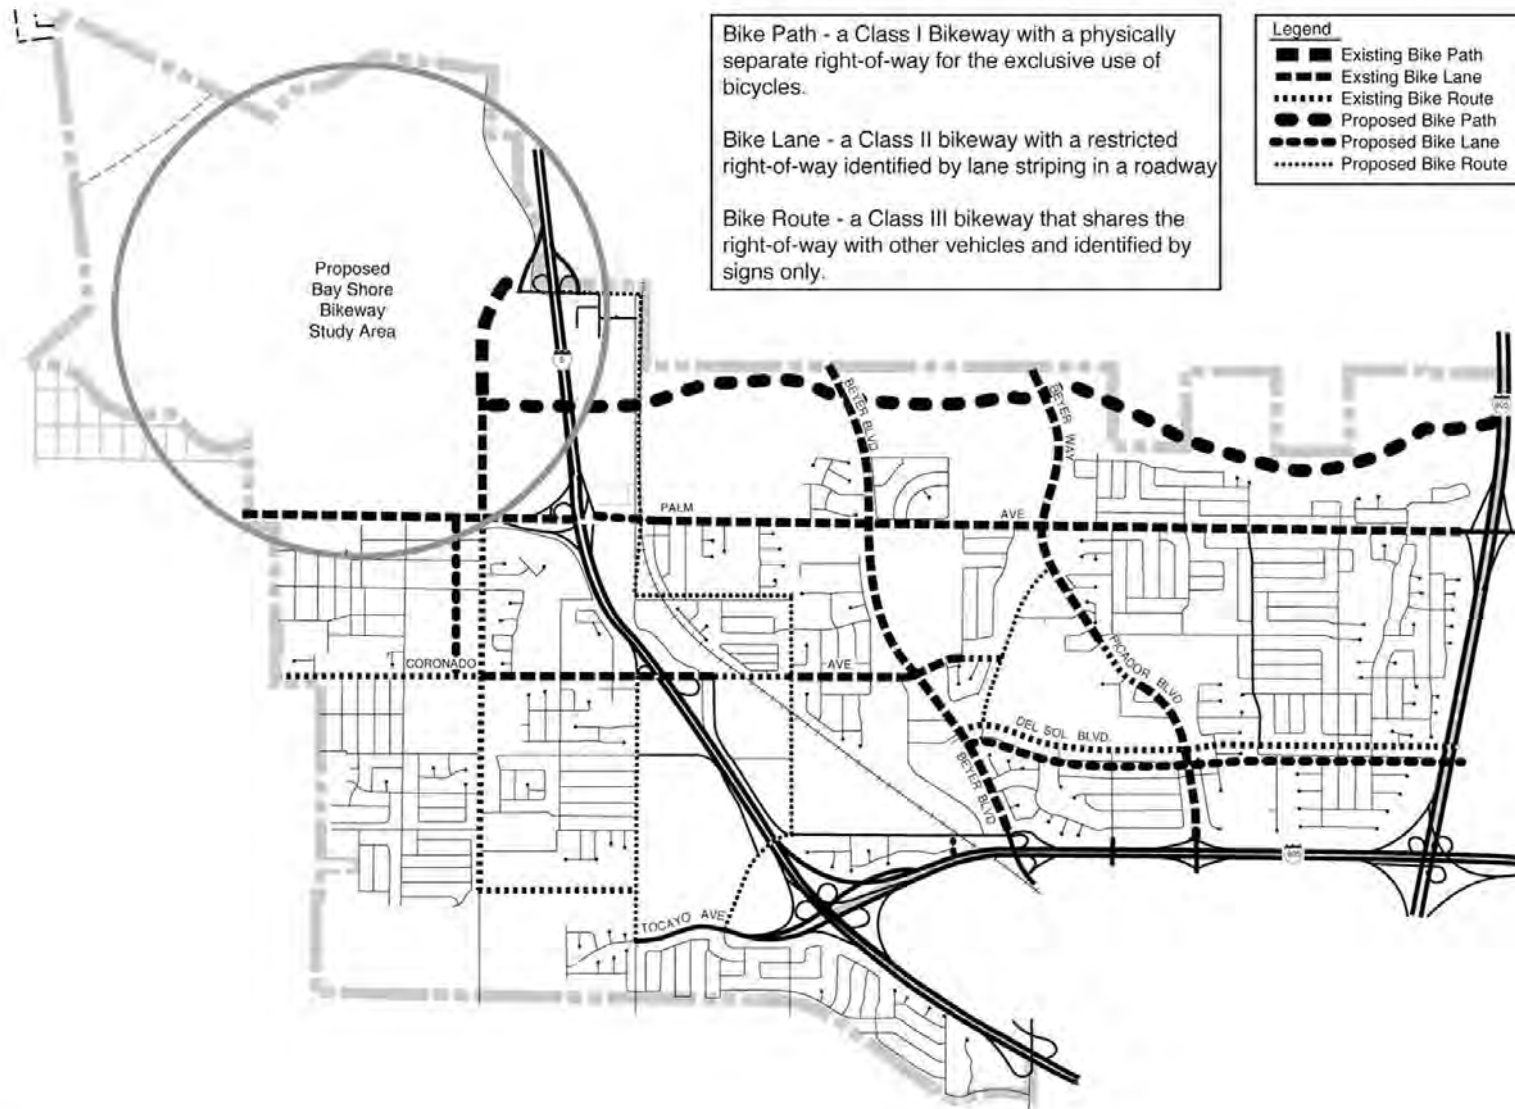 Bike Path - a Class I Bikeway with a physically
separate right-of-way for the exclusive use of
bicycles.
Bike Lane - a Class II bikeway with a restricted
right-of-way identified by lane striping in a roadway
Bike Route - a Class III bikeway that shares the
right-of-way with other vehicles and identified by
signs only.
Legend
Existing Bike Path
Exsting Bike Lane
Existing Bike Route
Proposed Bike Path
Proposed Bike Lane
Proposed Bike Route
Proposed
Bay Shore
Bikeway
Study Area
5
BEYER BLVD
BEYER WAY
805
PALM AVE
CORONADO AVE
PICADOR BLVD
DEL SOL BLVD.
BEYER BLVD
905
TOCAYO AVE